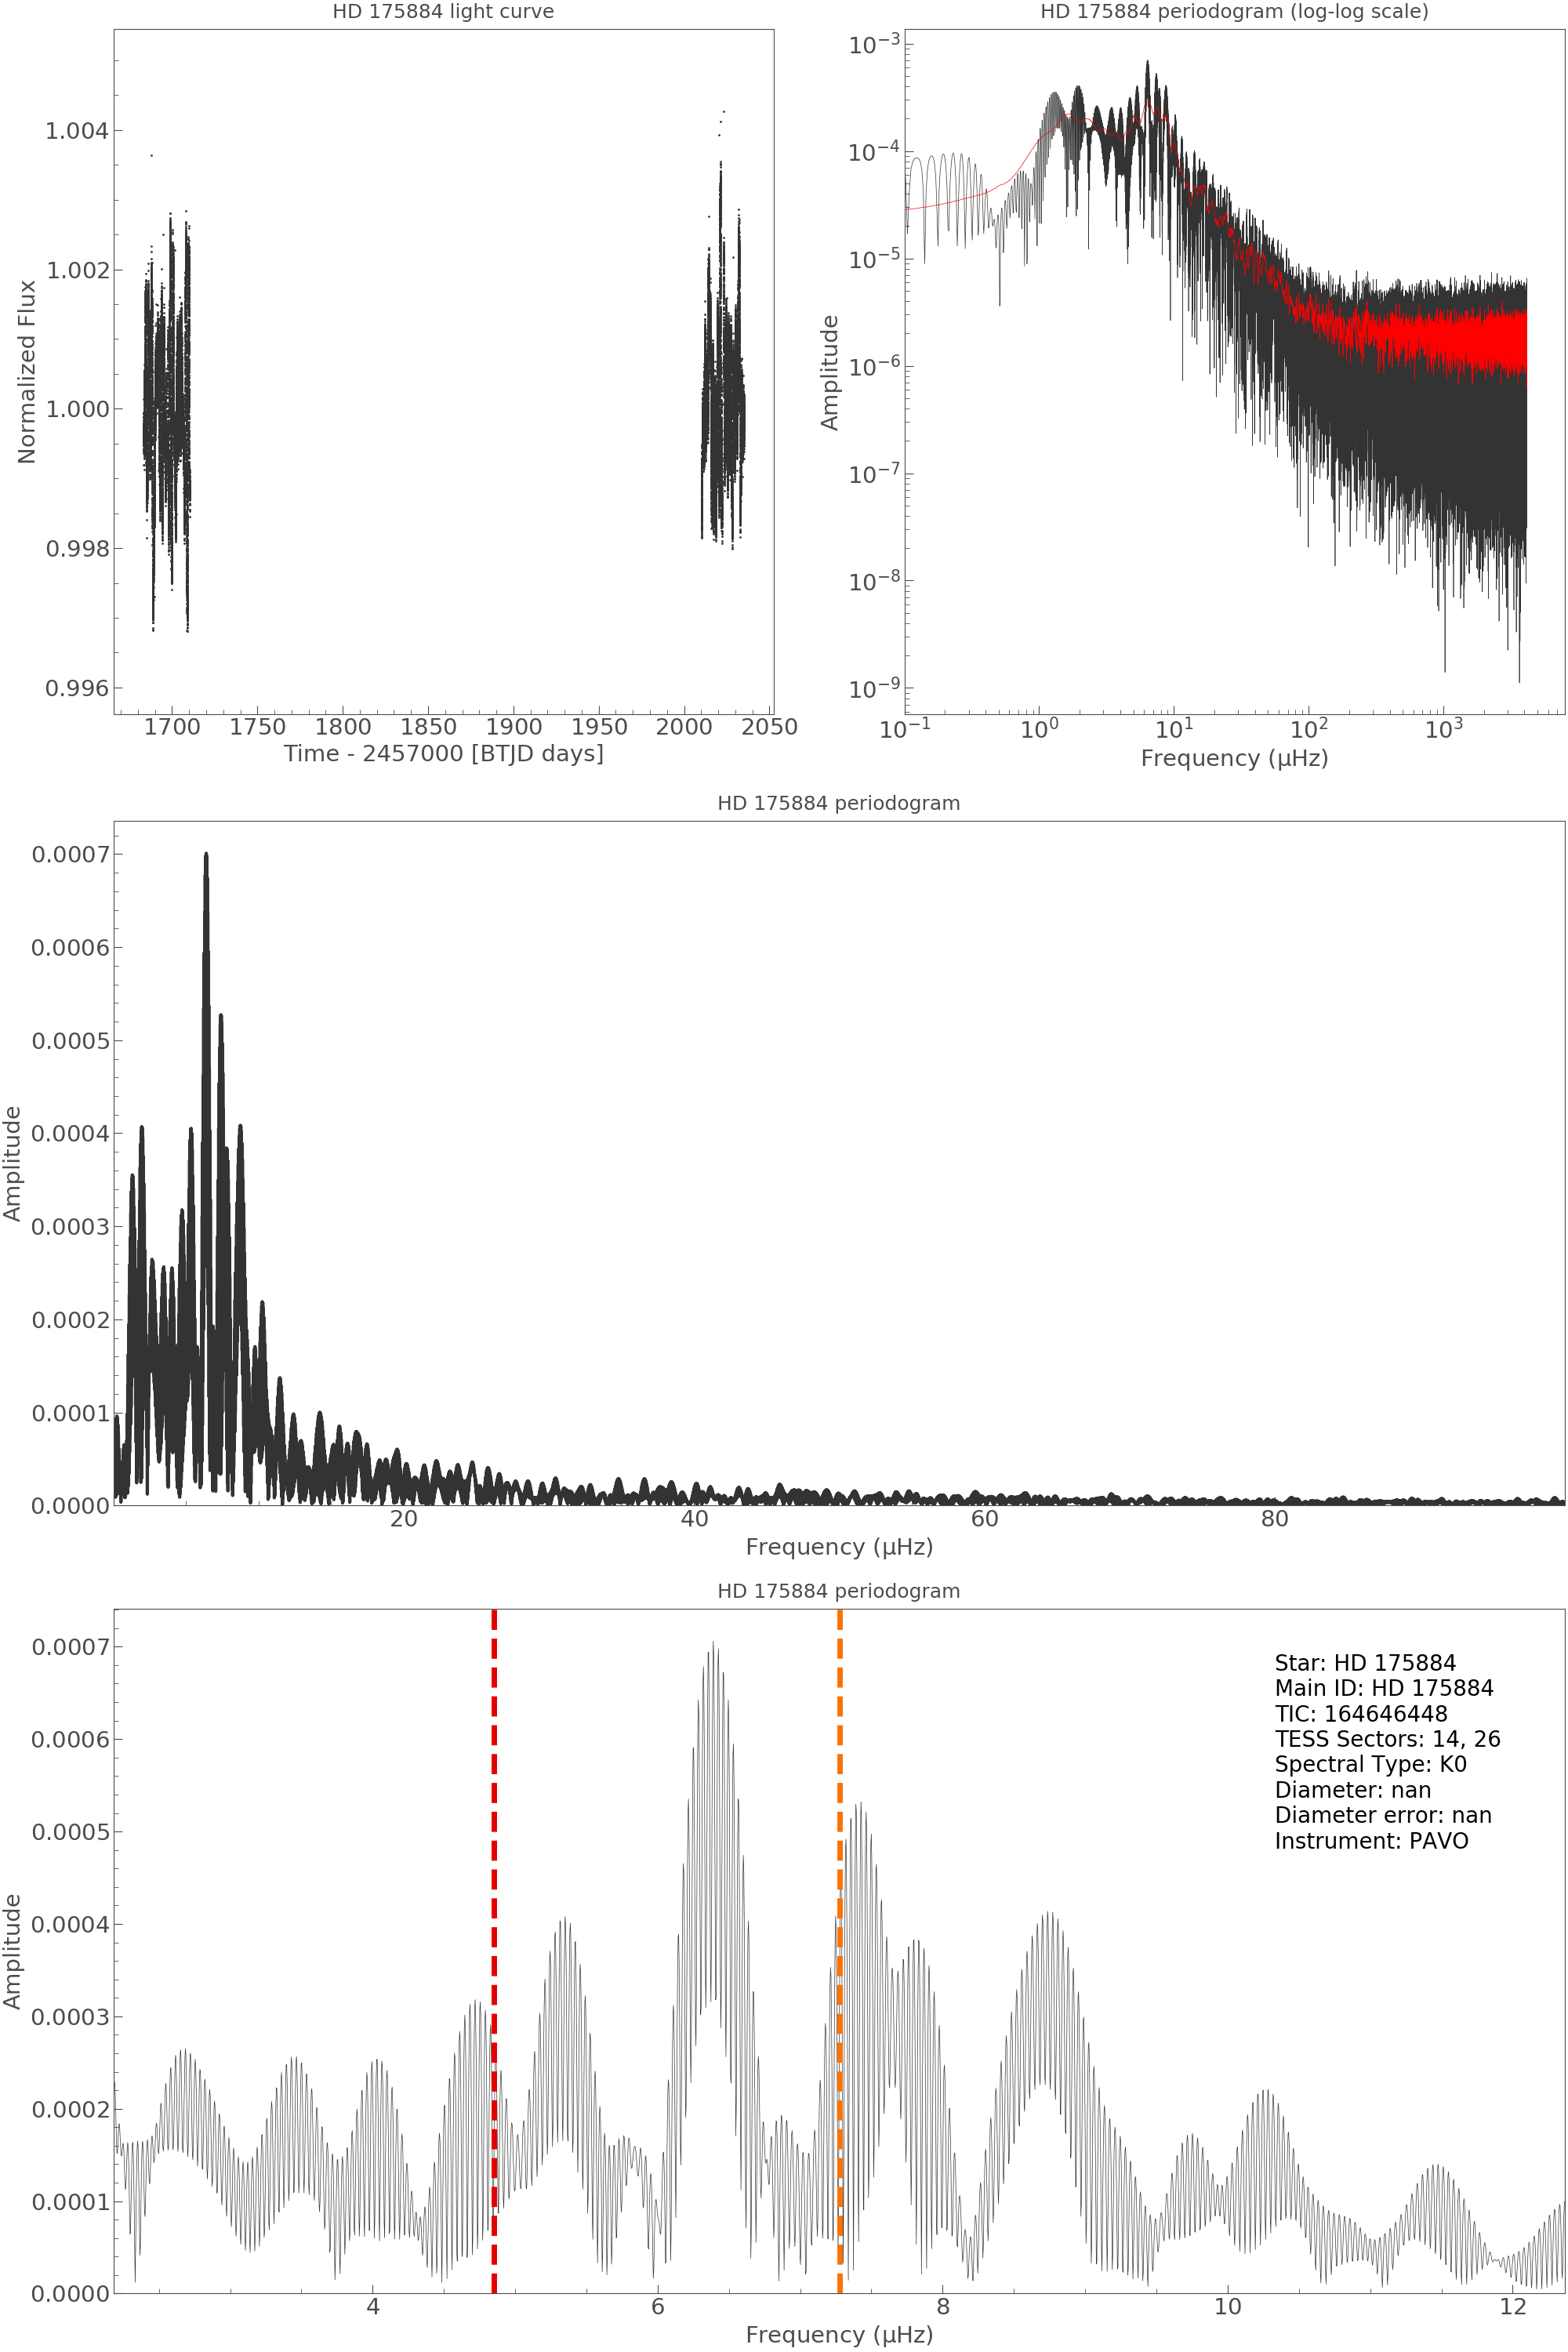 HD 175884 light curve
Normalized Flux
1.004
1.002
1.000
0.998
0.996
1700 1750 1800 1850 1900 1950 2000 2050
Time - 2457000 [BTJD days]
HD 175884 periodogram (log-log scale)
Amplitude
10⁻³
10⁻⁴
10⁻⁵
10⁻⁶
10⁻⁷
10⁻⁸
10⁻⁹
10⁻¹ 10⁰ 10¹ 10² 10³
Frequency (µHz)
HD 175884 periodogram
Amplitude
0.0007
0.0006
0.0005
0.0004
0.0003
0.0002
0.0001
0.0000
20 40 60 80
Frequency (µHz)
HD 175884 periodogram
Amplitude
0.0007
0.0006
0.0005
0.0004
0.0003
0.0002
0.0001
0.0000
4 6 8 10 12
Frequency (µHz)
Star: HD 175884
Main ID: HD 175884
TIC: 164646448
TESS Sectors: 14, 26
Spectral Type: K0
Diameter: nan
Diameter error: nan
Instrument: PAVO